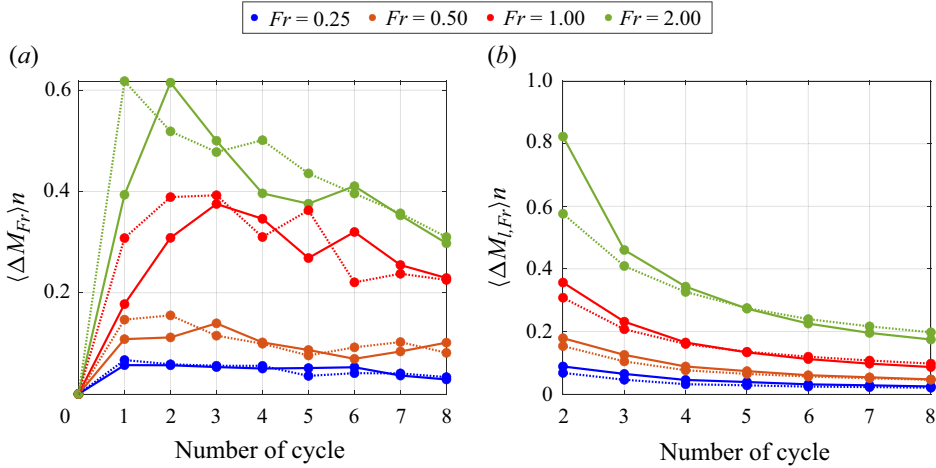 Fr = 0.25 Fr = 0.50 Fr = 1.00 Fr = 2.00
(a) (b)
0.6
0.4
0.2
0 1 2 3 4 5 6 7 8
⟨ΔM_Fr⟩n
Number of cycle
1.0
0.8
0.6
0.4
0.2
0
2 3 4 5 6 7 8
⟨ΔM_l,Fr⟩n
Number of cycle